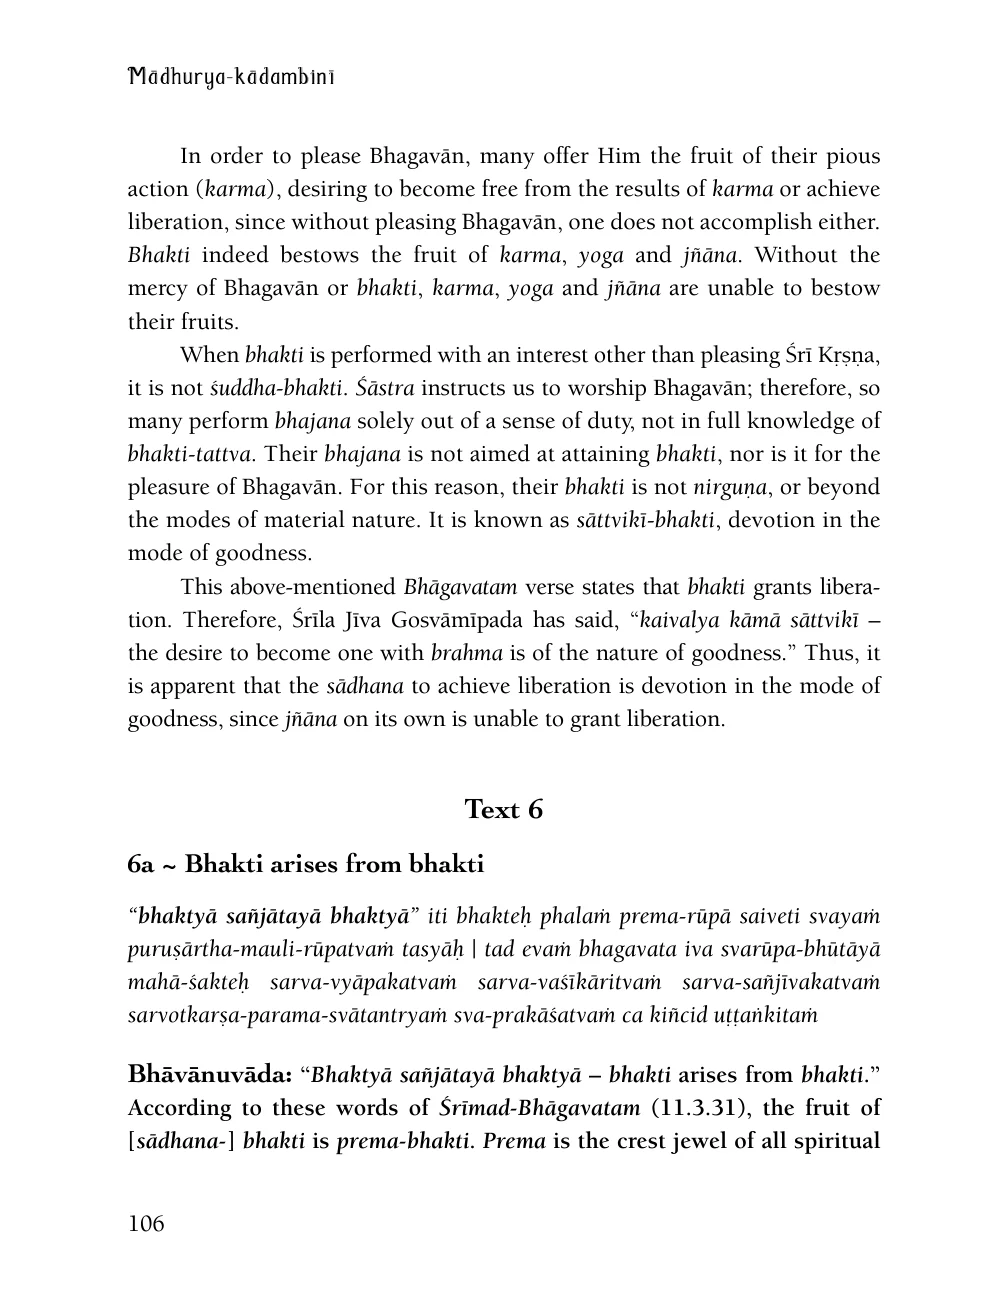 Mādhurya-kādambinī
In order to please Bhagavān, many offer Him the fruit of their pious
action (karma), desiring to become free from the results of karma or achieve
liberation, since without pleasing Bhagavān, one does not accomplish either.
Bhakti indeed bestows the fruit of karma, yoga and jñāna. Without the
mercy of Bhagavān or bhakti, karma, yoga and jñāna are unable to bestow
their fruits.
When bhakti is performed with an interest other than pleasing Śrī Kṛṣṇa,
it is not śuddha-bhakti. Śāstra instructs us to worship Bhagavān; therefore, so
many perform bhajana solely out of a sense of duty, not in full knowledge of
bhakti-tattva. Their bhajana is not aimed at attaining bhakti, nor is it for the
pleasure of Bhagavān. For this reason, their bhakti is not nirguṇa, or beyond
the modes of material nature. It is known as sāttvikī-bhakti, devotion in the
mode of goodness.
This above-mentioned Bhāgavatam verse states that bhakti grants libera-
tion. Therefore, Śrīla Jīva Gosvāmīpada has said, “kaivalya kāmā sāttvikī –
the desire to become one with brahma is of the nature of goodness.” Thus, it
is apparent that the sādhana to achieve liberation is devotion in the mode of
goodness, since jñāna on its own is unable to grant liberation.
Text 6
6a ~ Bhakti arises from bhakti
“bhaktyā sañjātayā bhaktyā” iti bhakteḥ phalaṁ prema-rūpā saiveti svayaṁ
puruṣārtha-mauli-rūpatvaṁ tasyāḥ | tad evaṁ bhagavata iva svarūpa-bhūtāyā
mahā-śakteḥ sarva-vyāpakatvaṁ sarva-vaśīkāritvaṁ sarva-sañjīvakatvaṁ
sarvotkarṣa-parama-svātantryaṁ sva-prakāśatvaṁ ca kiñcid uṭṭaṅkitaṁ
Bhāvānuvāda: “Bhaktyā sañjātayā bhaktyā – bhakti arises from bhakti.”
According to these words of Śrīmad-Bhāgavatam (11.3.31), the fruit of
[sādhana-] bhakti is prema-bhakti. Prema is the crest jewel of all spiritual
106